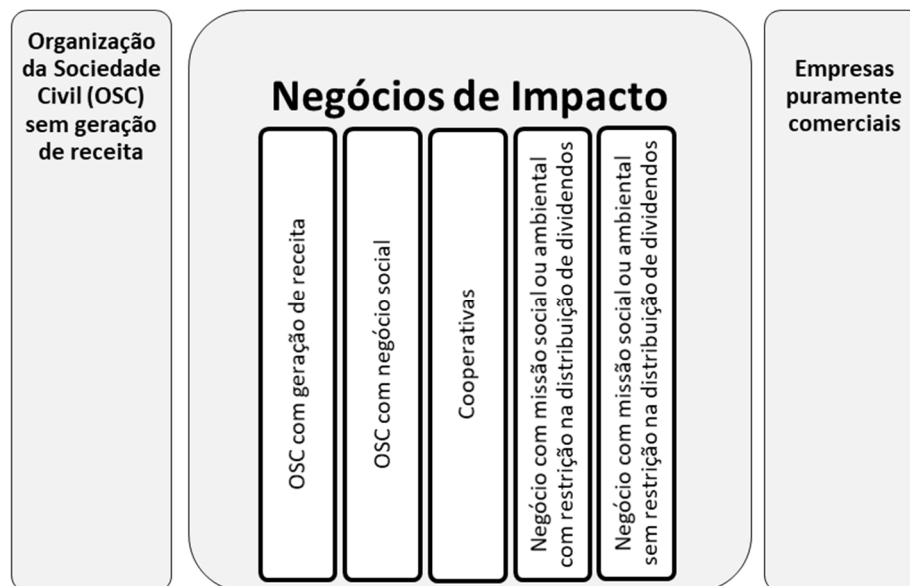 Organização
da Sociedade
Civil (OSC)
sem geração
de receita
Negócios de Impacto
OSC com geração de receita
OSC com negócio social
Cooperativas
Negócio com missão social ou ambiental
com restrição na distribuição de dividendos
Negócio com missão social ou ambiental
sem restrição na distribuição de dividendos
Empresas
puramente
comerciais